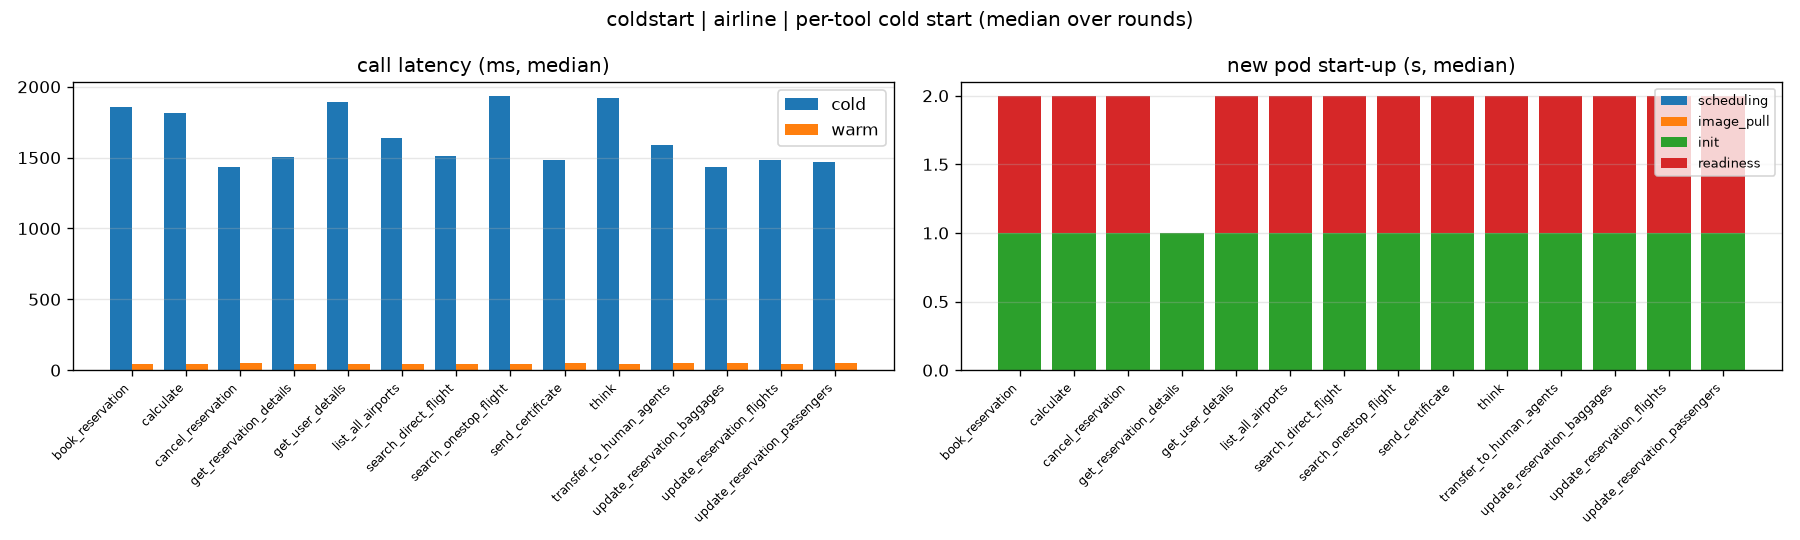 coldstart | airline | per-tool cold start (median over rounds)
call latency (ms, median)
2000
1500
1000
500
0
cold
warm
book_reservation
calculate
cancel_reservation
get_reservation_details
get_user_details
list_all_airports
search_direct_flight
search_onestop_flight
send_certificate
think
transfer_to_human_agents
update_reservation_baggages
update_reservation_flights
update_reservation_passengers
new pod start-up (s, median)
2.0
1.5
1.0
0.5
0.0
scheduling
image_pull
init
readiness
book_reservation
calculate
cancel_reservation
get_reservation_details
get_user_details
list_all_airports
search_direct_flight
search_onestop_flight
send_certificate
think
transfer_to_human_agents
update_reservation_baggages
update_reservation_flights
update_reservation_passengers